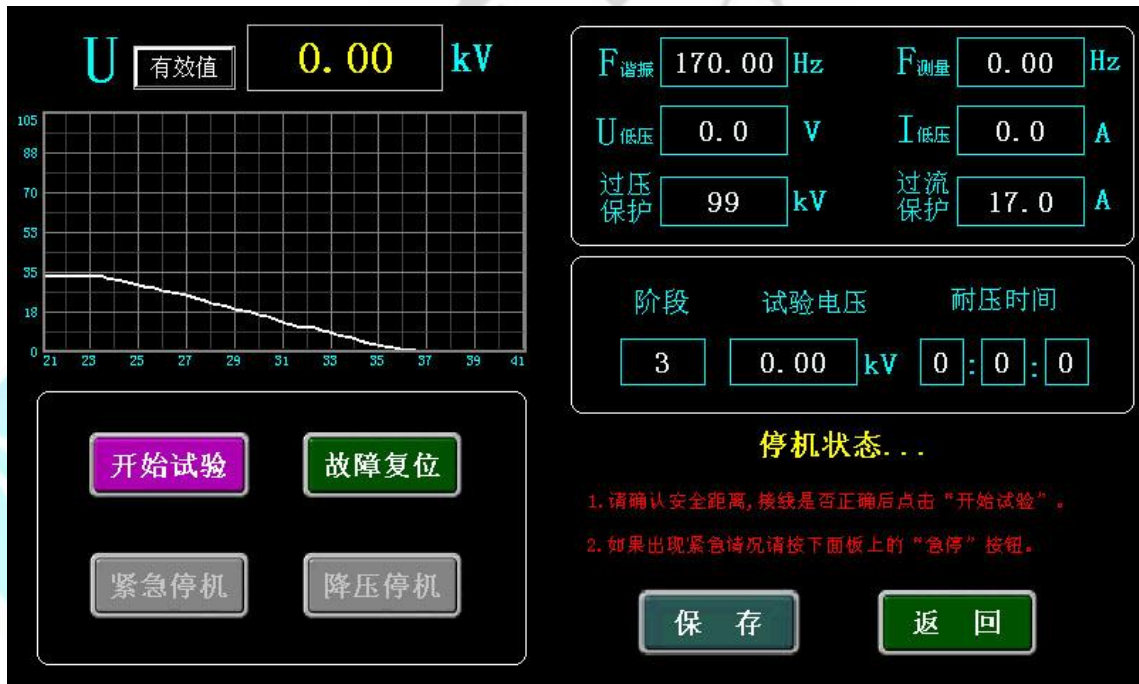 U 有效值 0.00 kV
F谐振 170.00 Hz F测量 0.00 Hz
U低压 0.0 V I低压 0.0 A
过压保护 99 kV 过流保护 17.0 A
105
88
70
53
35
18
0
21 23 25 27 29 31 33 35 37 39 41
阶段 试验电压 耐压时间
3 0.00 kV 0 : 0 : 0
开始试验 故障复位
紧急停机 降压停机
停机状态...
1.请确认安全距离,接线是否正确后点击“开始试验”。
2.如果出现紧急情况请按下面板上的“急停”按钮。
保 存 返 回